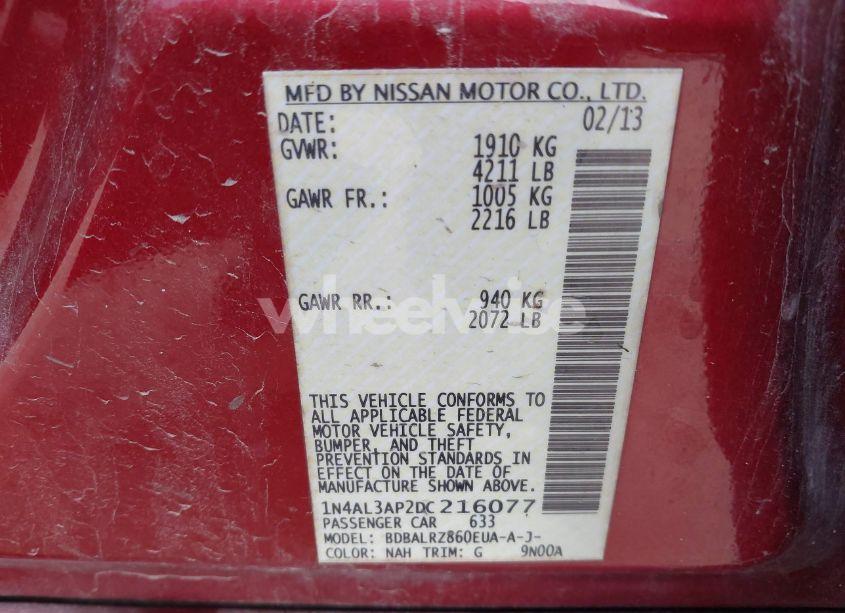 MFD BY NISSAN MOTOR CO., LTD.
DATE: 02/13
GVWR: 1910 KG
4211 LB
GAWR FR.: 1005 KG
2216 LB
GAWR RR.: 940 KG
wheelwise
2072 LB
THIS VEHICLE CONFORMS TO
ALL APPLICABLE FEDERAL
MOTOR VEHICLE SAFETY,
BUMPER, AND THEFT
PREVENTION STANDARDS IN
EFFECT ON THE DATE OF
MANUFACTURE SHOWN ABOVE.
1N4AL3AP2DC216077
PASSENGER CAR 633
MODEL: BDBALRZ860EUA-A-J-
COLOR: NAH TRIM: G 9N00A